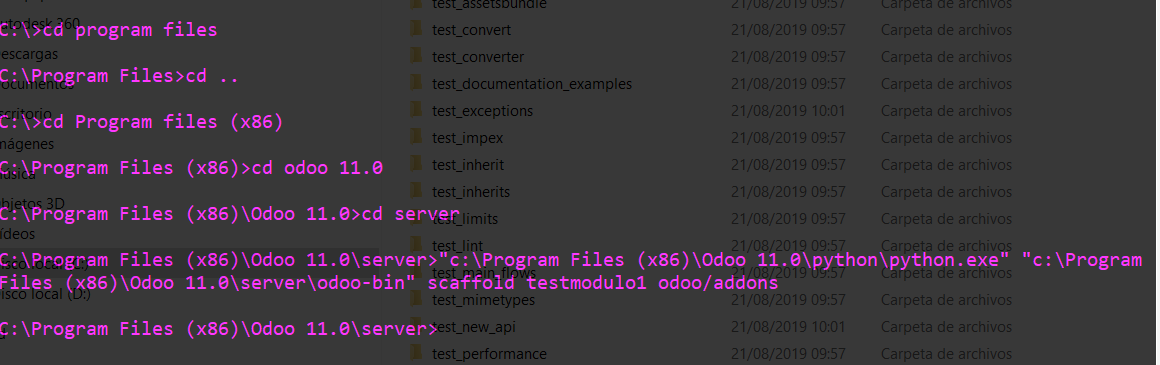 test_assetsbundle 21/08/2019 09:57 Carpeta de archivos
Autodesk 360
C:\>cd program files
test_convert 21/08/2019 09:57 Carpeta de archivos
Descargas
test_converter 21/08/2019 09:57 Carpeta de archivos
C:\Program Files>cd ..
Documentos
test_documentation_examples 21/08/2019 09:57 Carpeta de archivos
scritorio
test_exceptions 21/08/2019 10:01 Carpeta de archivos
C:\>cd Program files (x86)
mágenes
test_impex 21/08/2019 09:57 Carpeta de archivos
C:\Program Files (x86)>cd odoo 11.0
test_inherit 21/08/2019 09:57 Carpeta de archivos
úsica
test_inherits 21/08/2019 09:57 Carpeta de archivos
bjetos 3D
C:\Program Files (x86)\Odoo 11.0>cd server
test_limits 21/08/2019 09:57 Carpeta de archivos
ídeos
test_lint 21/08/2019 09:57 Carpeta de archivos
C:\Program Files (x86)\Odoo 11.0\server>"c:\Program Files (x86)\Odoo 11.0\python\python.exe" "c:\Program
isco local (C:)
test_main_flows 21/08/2019 09:57 Carpeta de archivos
Files (x86)\Odoo 11.0\server\odoo-bin" scaffold testmodulo1 odoo/addons
isco local (D:)
test_mimetypes 21/08/2019 09:57 Carpeta de archivos
C:\Program Files (x86)\Odoo 11.0\server>
test_new_api 21/08/2019 10:01 Carpeta de archivos
test_performance 21/08/2019 09:57 Carpeta de archivos